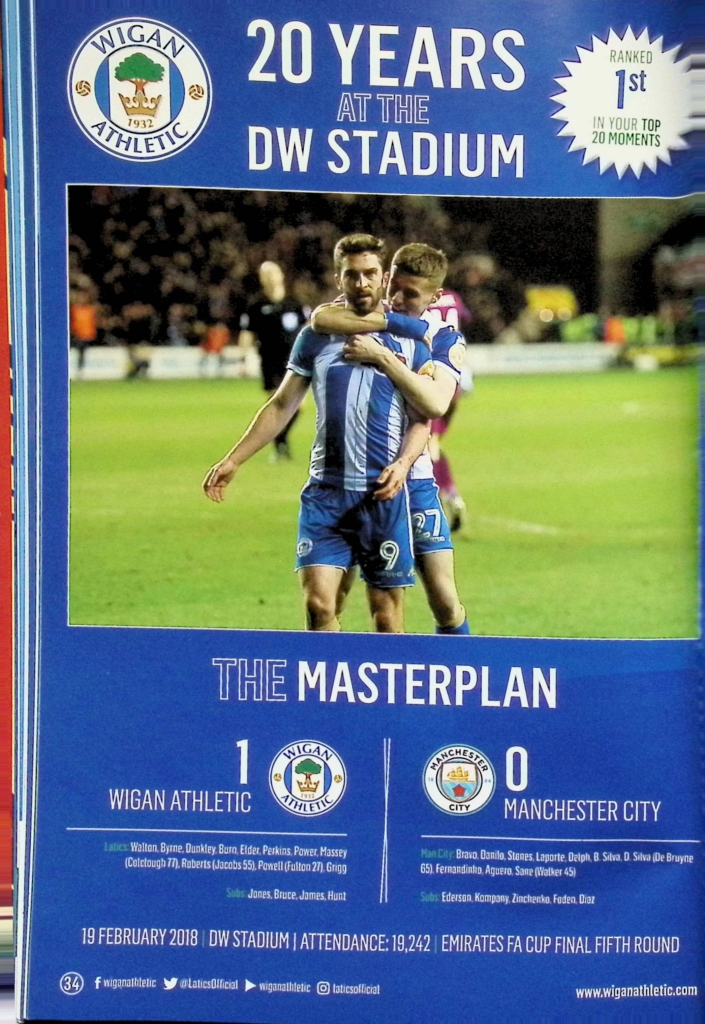 WIGAN
ATHLETIC
1932
20 YEARS
AT THE
DW STADIUM
RANKED
1st
IN YOUR TOP
20 MOMENTS
9
27
THE MASTERPLAN
1
WIGAN ATHLETIC
WIGAN
ATHLETIC
1932
MANCHESTER
CITY
0
MANCHESTER CITY
Latics: Walton, Byrne, Dunkley, Burn, Elder, Perkins, Power, Massey
(Colclough 77), Roberts (Jacobs 55), Powell (Fulton 27), Grigg
Subs: Jones, Bruce, James, Hunt
Man City: Bravo, Danilo, Stones, Laporte, Delph, B. Silva, D. Silva (De Bruyne
65), Fernandinho, Aguero, Sane (Walker 45)
Subs: Ederson, Kompany, Zinchenko, Foden, Diaz
19 FEBRUARY 2018 | DW STADIUM | ATTENDANCE: 19,242 | EMIRATES FA CUP FINAL FIFTH ROUND
34 wiganathletic @LaticsOfficial wiganathletic laticsofficial
www.wiganathletic.com